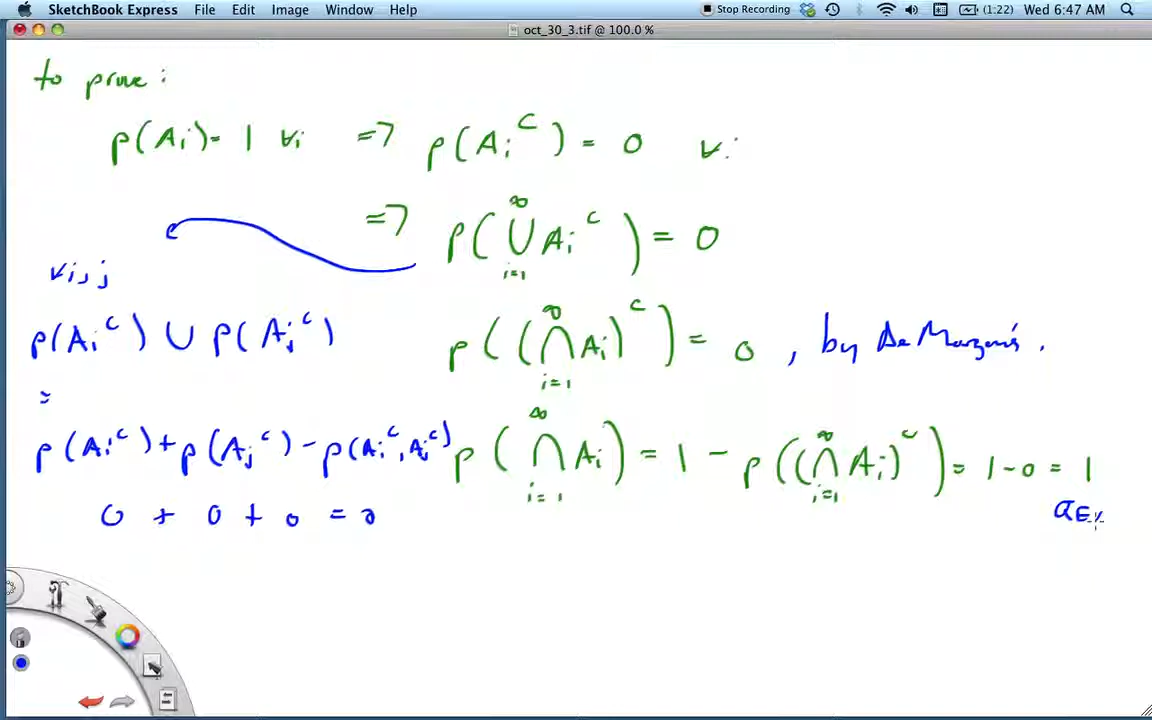 SketchBook Express File Edit Image Window Help Stop Recording (1:22) Wed 6:47 AM
oct_30_3.tif @ 100.0 %
to prove:
p(Ai) = 1 ∀i => p(Ai^c) = 0 ∀i
=> p(∪_{i=1}^∞ Ai^c) = 0
∀i,j
p(Ai^c) ∪ p(Aj^c)
p((∩_{i=1}^∞ Ai)^c) = 0, by De Morgan's.
=
p(Ai^c) + p(Aj^c) - p(Ai^c, Aj^c)
p(∩_{i=1}^∞ Ai) = 1 - p((∩_{i=1}^∞ Ai)^c) = 1-0 = 1
0 + 0 + 0 = 0